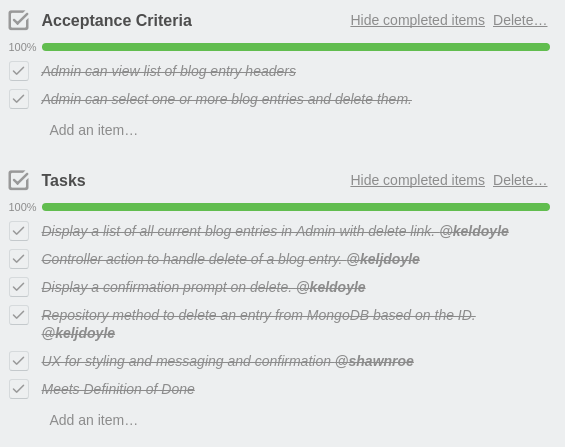 Acceptance Criteria Hide completed items Delete...
100%
Admin can view list of blog entry headers
Admin can select one or more blog entries and delete them.
Add an item...
Tasks Hide completed items Delete...
100%
Display a list of all current blog entries in Admin with delete link. @keldoyle
Controller action to handle delete of a blog entry. @keljdoyle
Display a confirmation prompt on delete. @keldoyle
Repository method to delete an entry from MongoDB based on the ID.
@keljdoyle
UX for styling and messaging and confirmation @shawnroe
Meets Definition of Done
Add an item...